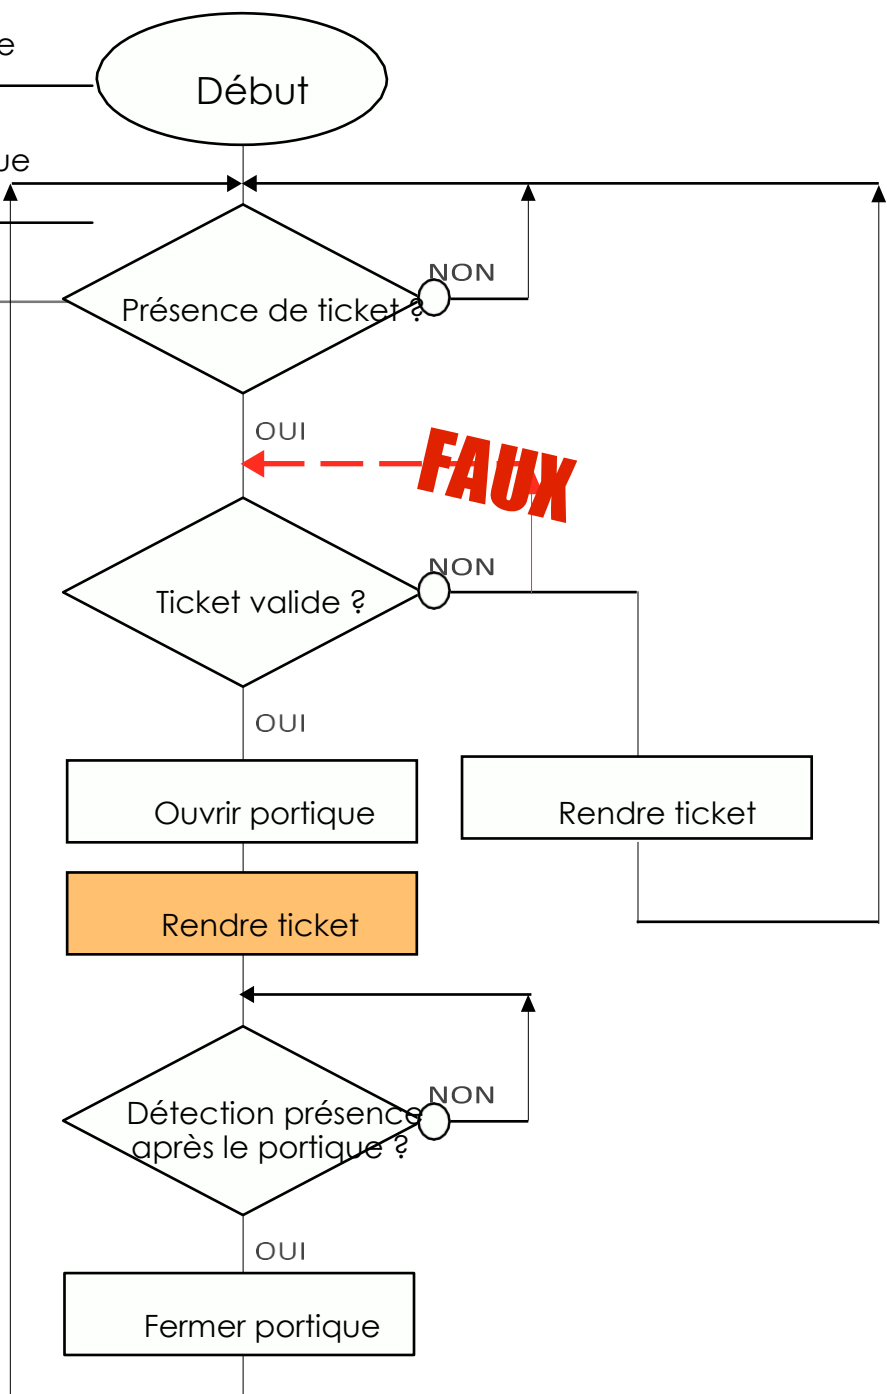 e
Début
ue
NON
Présence de ticket ?
OUI
FAUX
NON
Ticket valide ?
OUI
Ouvrir portique
Rendre ticket
Rendre ticket
NON
Détection présence
après le portique ?
OUI
Fermer portique